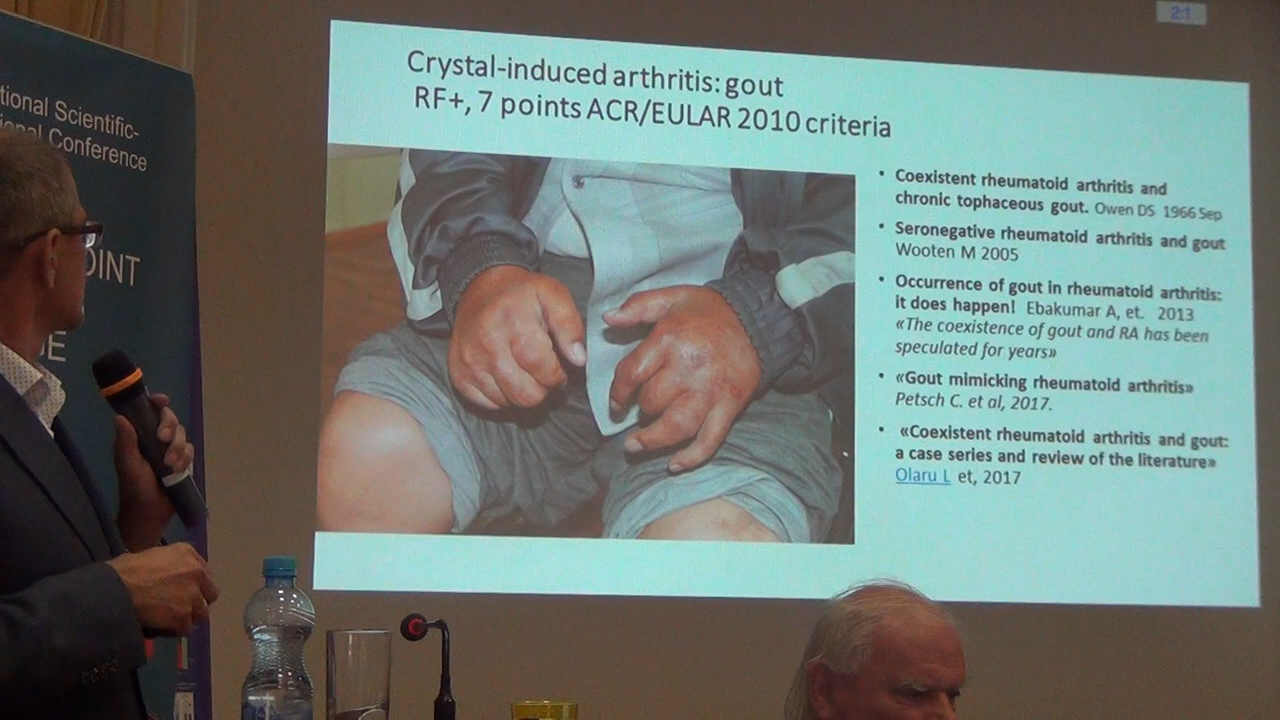 2:1
tional Scientific-
ional Conference
OINT
Crystal-induced arthritis: gout
RF+, 7 points ACR/EULAR 2010 criteria
• Coexistent rheumatoid arthritis and
chronic tophaceous gout. Owen DS 1966 Sep
• Seronegative rheumatoid arthritis and gout
Wooten M 2005
• Occurrence of gout in rheumatoid arthritis:
it does happen! Ebakumar A, et. 2013
«The coexistence of gout and RA has been
speculated for years»
• «Gout mimicking rheumatoid arthritis»
Petsch C. et al, 2017.
• «Coexistent rheumatoid arthritis and gout:
a case series and review of the literature»
Olaru L et, 2017